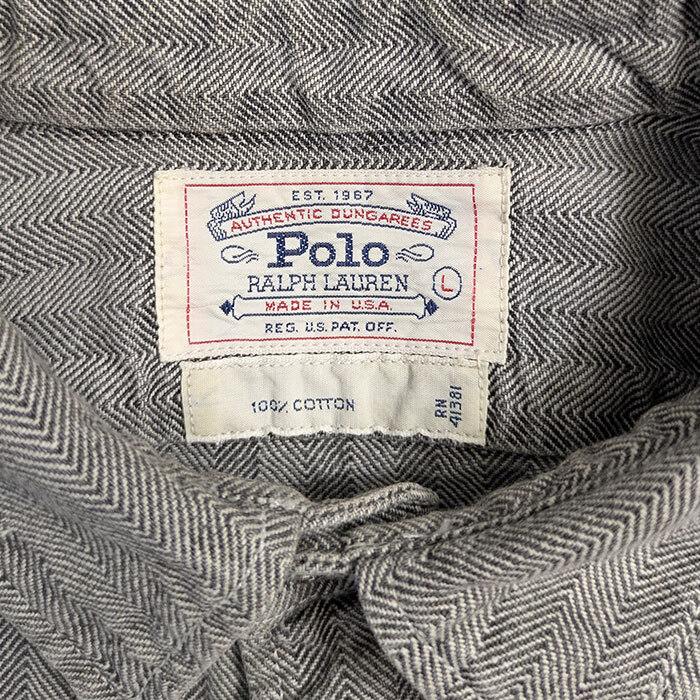 EST. 1967
AUTHENTIC DUNGAREES
Polo
RALPH LAUREN
L
MADE IN U.S.A.
REG. U.S. PAT. OFF.
100% COTTON
RN
41381